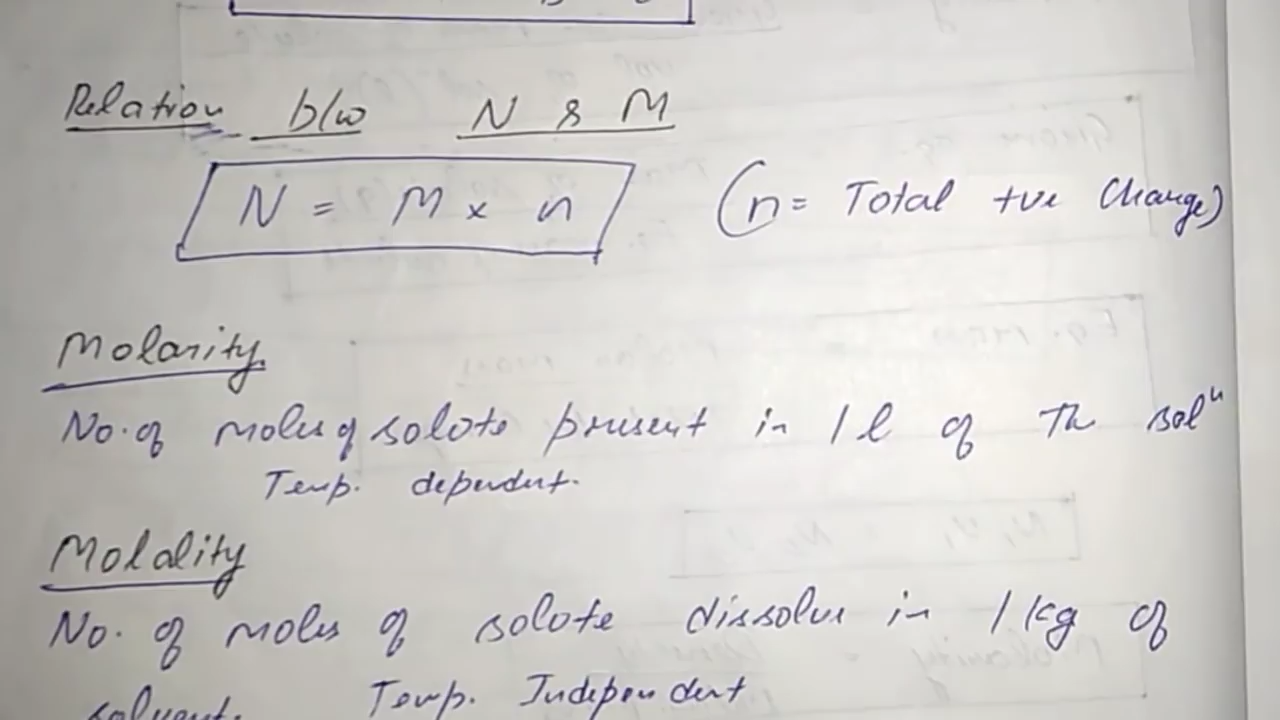 Relation b/w N & M
N = M × n (n = Total +ve Charge)
Molarity
No. of moles of solute present in 1 l of the solⁿ
Temp. dependent.
Molality
No. of moles of solute dissolve in 1 kg of
solvent. Temp. Independent